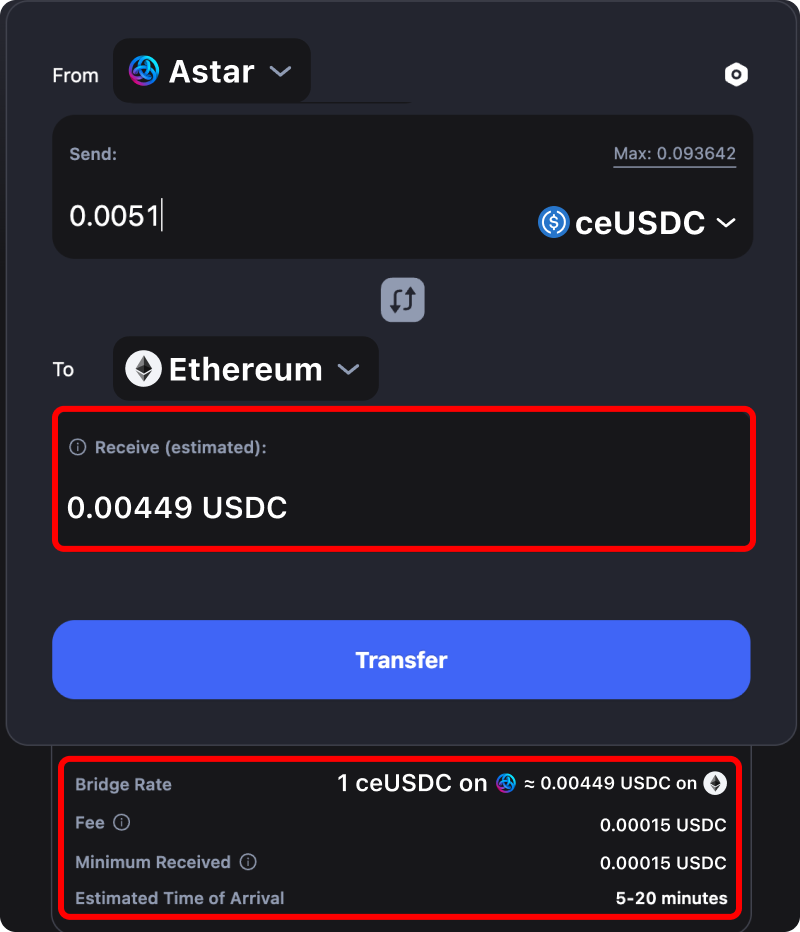 From Astar
Send: Max: 0.093642
0.0051 ceUSDC
To Ethereum
Receive (estimated):
0.00449 USDC
Transfer
Bridge Rate 1 ceUSDC on ≈ 0.00449 USDC on
Fee 0.00015 USDC
Minimum Received 0.00015 USDC
Estimated Time of Arrival 5-20 minutes